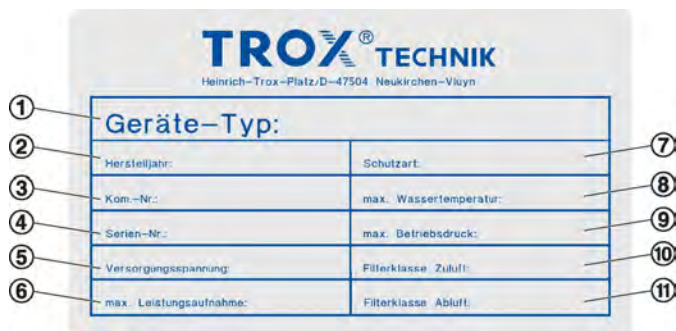 TROX® TECHNIK
Heinrich-Trox-Platz/D-47504 Neukirchen-Vluyn
① Geräte-Typ:
② Herstelljahr: Schutzart: ⑦
③ Kom.-Nr.: max. Wassertemperatur: ⑧
④ Serien-Nr.: max. Betriebsdruck: ⑨
⑤ Versorgungsspannung: Filterklasse Zuluft: ⑩
⑥ max. Leistungsaufnahme: Filterklasse Abluft: ⑪